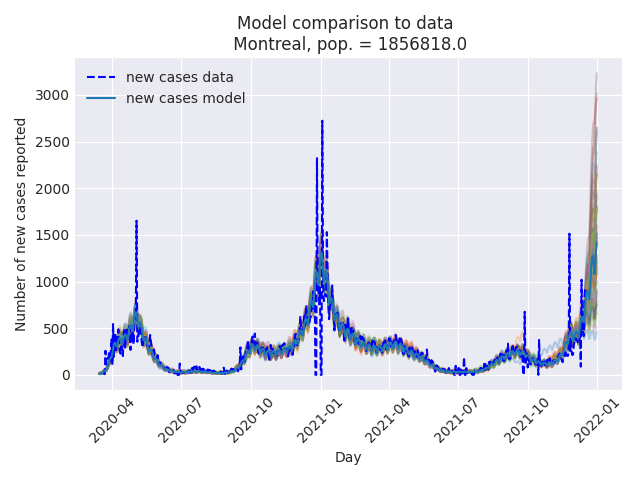 Model comparison to data
Montreal, pop. = 1856818.0
new cases data
new cases model
Number of new cases reported
3000
2500
2000
1500
1000
500
0
2020-04
2020-07
2020-10
2021-01
2021-04
2021-07
2021-10
2022-01
Day